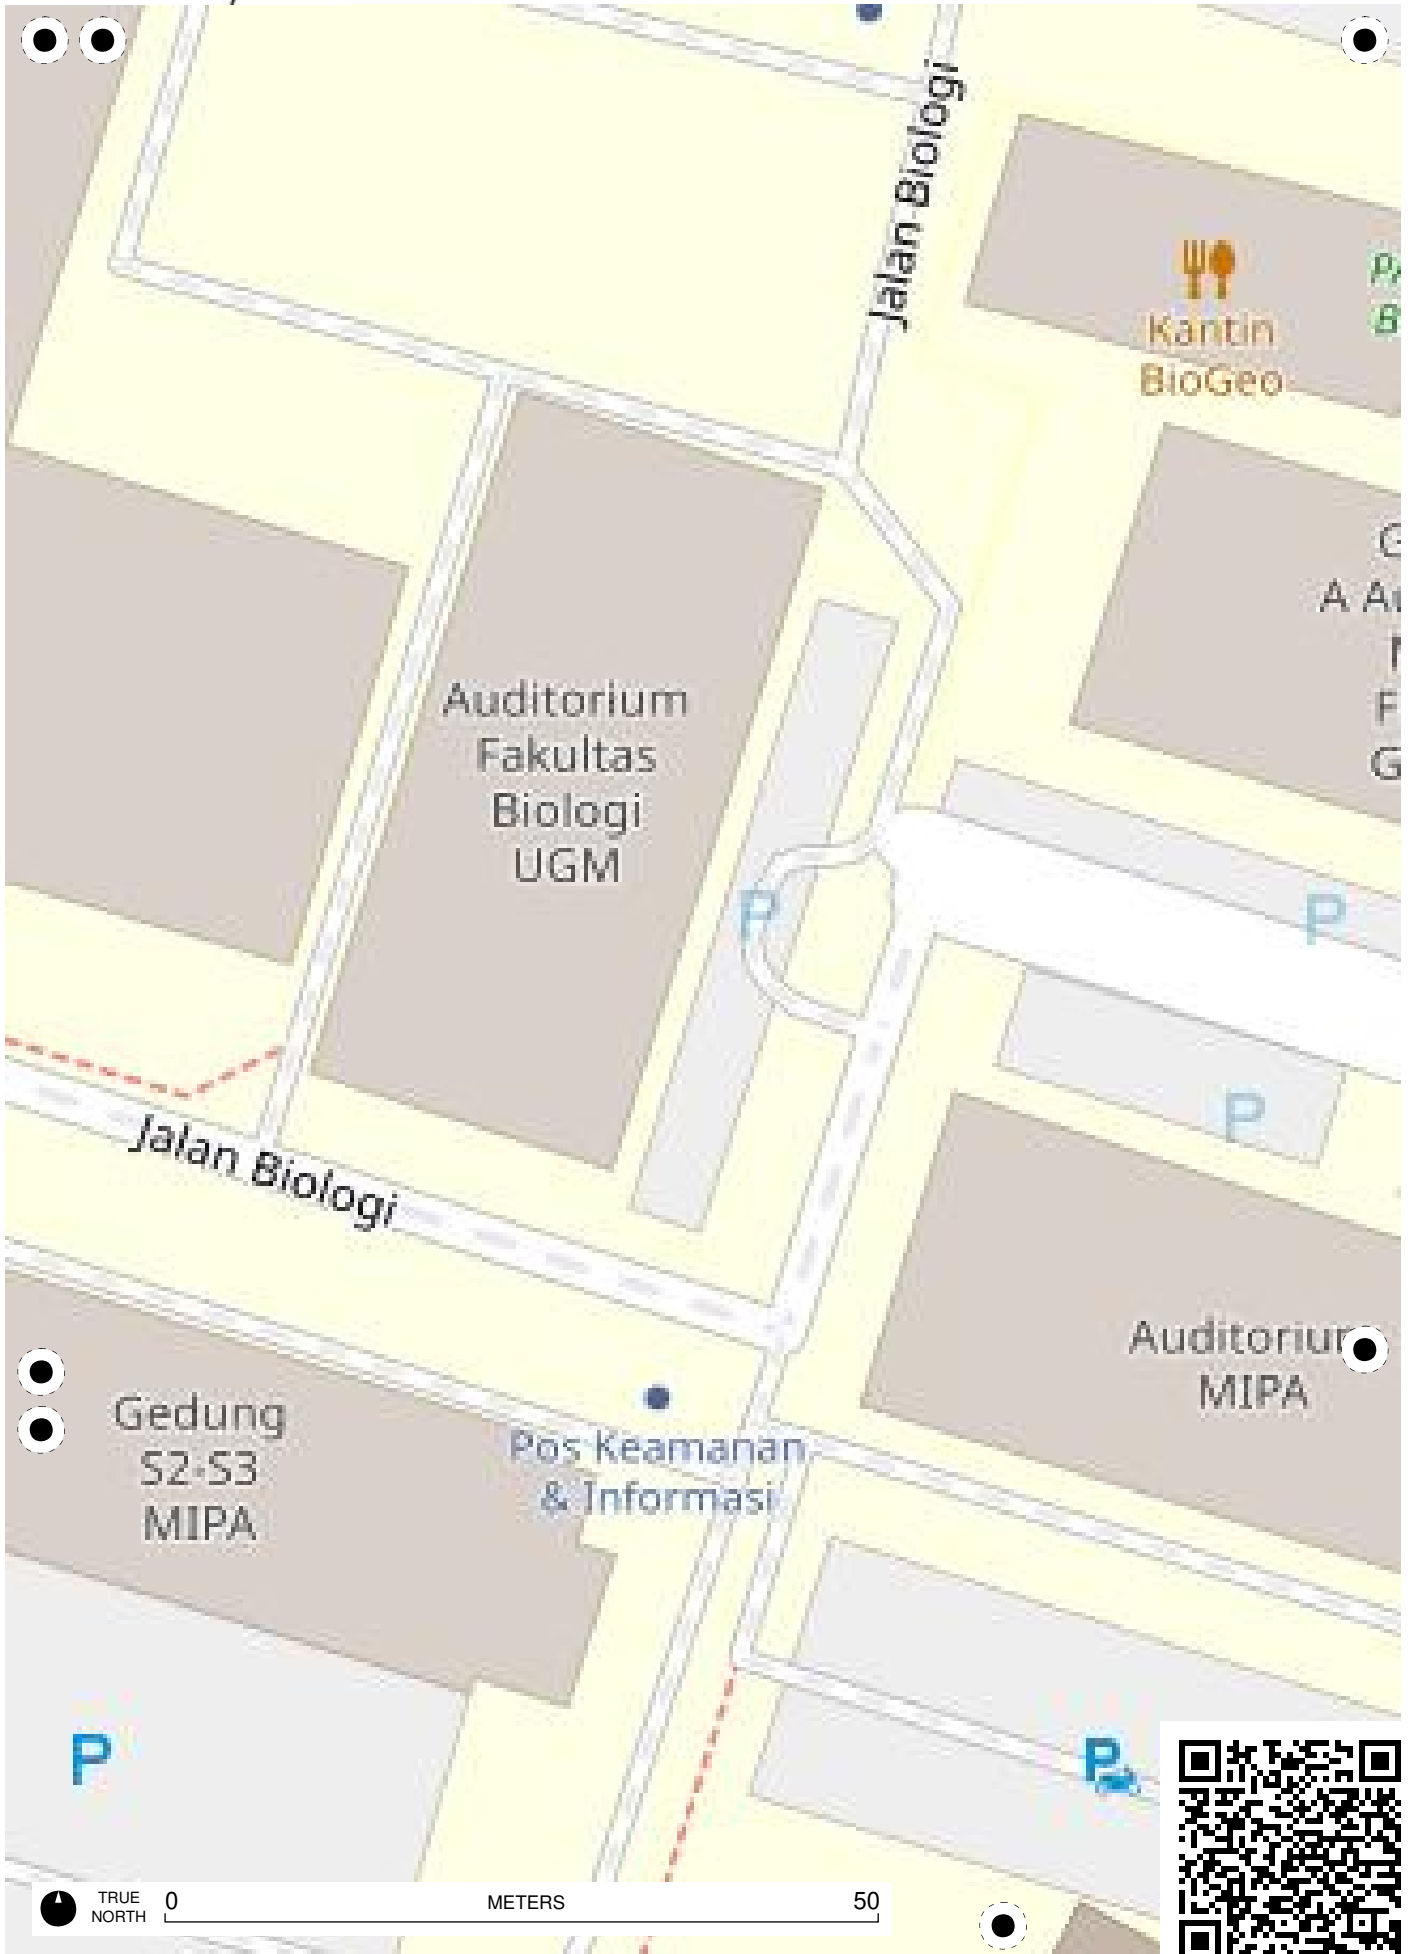 Jalan Biologi
Kantin
BioGeo
A
Auditorium
Fakultas
Biologi
UGM
P
P
P
Jalan Biologi
Auditorium
MIPA
Gedung
S2-S3
MIPA
Pos Keamanan
& Informasi
P
P
TRUE
NORTH
0
METERS
50